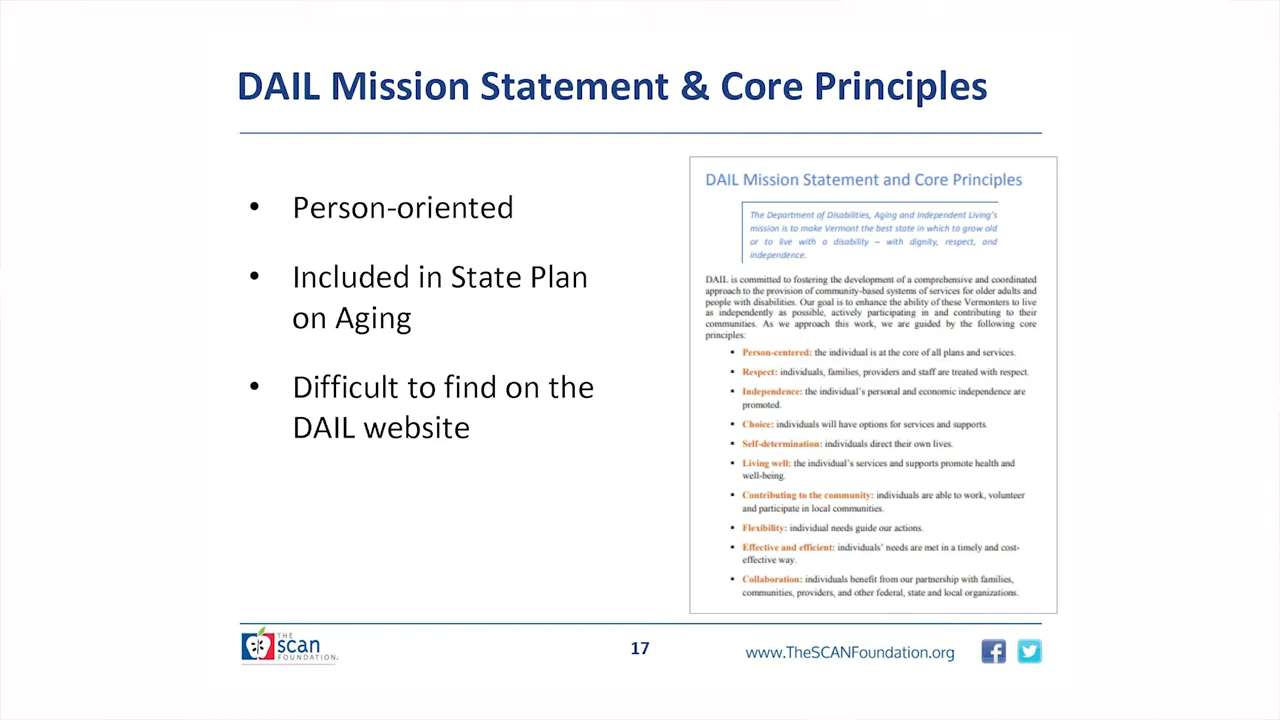 DAIL Mission Statement & Core Principles
• Person-oriented
• Included in State Plan
on Aging
• Difficult to find on the
DAIL website
DAIL Mission Statement and Core Principles
The Department of Disabilities, Aging and Independent Living's
mission is to make Vermont the best state in which to grow old
or to live with a disability – with dignity, respect, and
independence.
DAIL is committed to fostering the development of a comprehensive and coordinated
approach to the provision of community-based systems of services for older adults and
people with disabilities. Our goal is to enhance the ability of these Vermonters to live
as independently as possible, actively participating in and contributing to their
communities. As we approach this work, we are guided by the following core
principles:
▪ Person-centered: the individual is at the core of all plans and services.
▪ Respect: individuals, families, providers and staff are treated with respect.
▪ Independence: the individual's personal and economic independence are
promoted.
▪ Choice: individuals will have options for services and supports.
▪ Self-determination: individuals direct their own lives.
▪ Living well: the individual's services and supports promote health and
well-being.
▪ Contributing to the community: individuals are able to work, volunteer
and participate in local communities.
▪ Flexibility: individual needs guide our actions.
▪ Effective and efficient: individuals' needs are met in a timely and cost-
effective way.
▪ Collaboration: individuals benefit from our partnership with families,
communities, providers, and other federal, state and local organizations.
THE
scan
FOUNDATION.
17
www.TheSCANFoundation.org